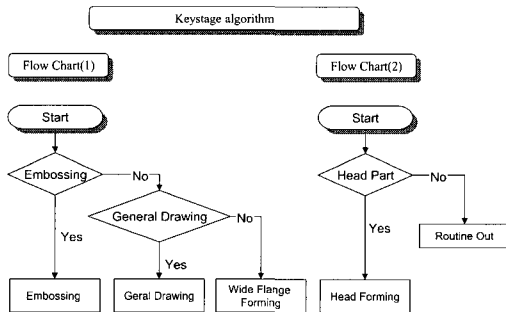 Keystage algorithm
Flow Chart(1)
Flow Chart(2)
Start
Start
Embossing
No
Head Part
No
General Drawing
No
Yes
Yes
Routine Out
Yes
Embossing
Geral Drawing
Wide Flange
Forming
Head Forming